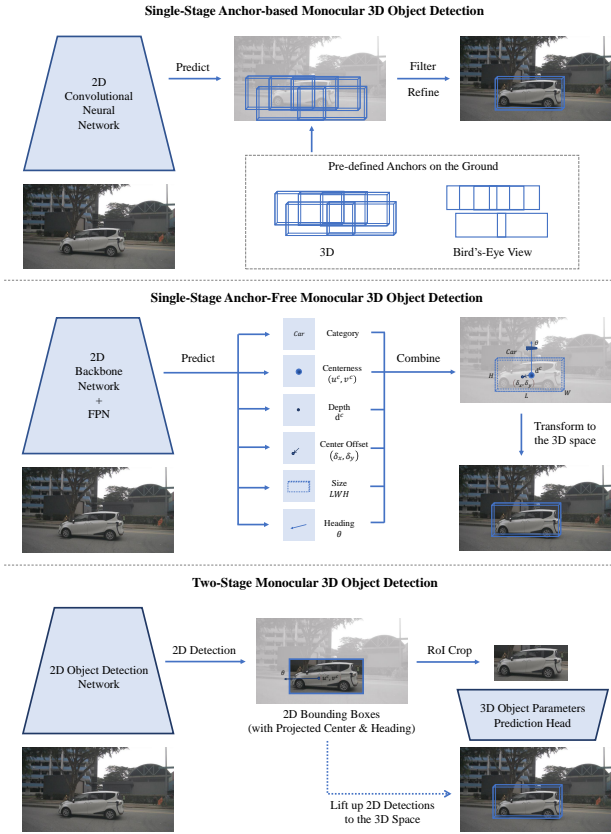 Single-Stage Anchor-based Monocular 3D Object Detection
2D
Convolutional
Neural
Network
Predict
Filter
Refine
Pre-defined Anchors on the Ground
3D
Bird's-Eye View
Single-Stage Anchor-Free Monocular 3D Object Detection
2D
Backbone
Network
+
FPN
Predict
Car
Category
Centerness
(u^c, v^c)
Depth
d^c
Center Offset
(δ_x, δ_y)
Size
LWH
Heading
θ
Combine
θ
Car
d^c
H
(δ_x, δ_y)
L
W
Transform to
the 3D space
Two-Stage Monocular 3D Object Detection
2D Object Detection
Network
2D Detection
θ
u^c, v^c
2D Bounding Boxes
(with Projected Center & Heading)
RoI Crop
3D Object Parameters
Prediction Head
Lift up 2D Detections
to the 3D Space